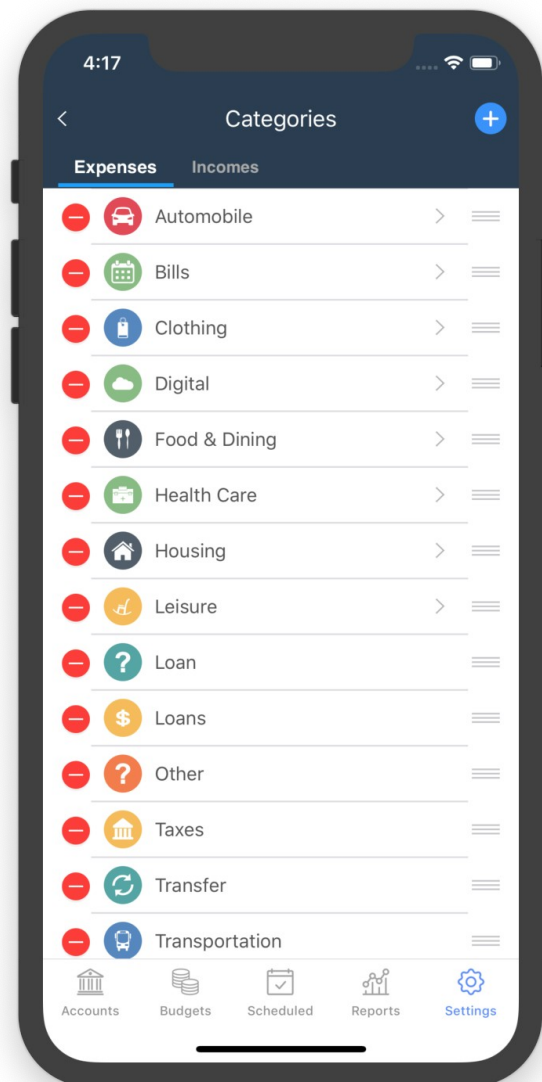 4:17
Categories
Expenses Incomes
Automobile
Bills
Clothing
Digital
Food & Dining
Health Care
Housing
Leisure
Loan
Loans
Other
Taxes
Transfer
Transportation
Accounts Budgets Scheduled Reports Settings